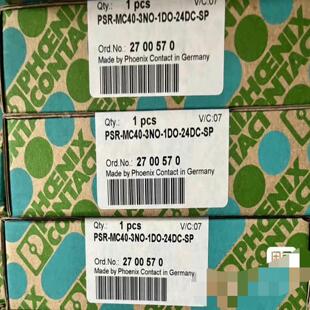 Qty.: 1 pcs V/C:07
PSR-MC40-3NO-1DO-24DC-SP
Ord.No.: 27 00 57 0
Made by Phoenix Contact in Germany
PHOENIX
CONTACT
Qty.: 1 pcs V/C:07
PSR-MC40-3NO-1DO-24DC-SP
Ord.No.: 27 00 57 0
Made by Phoenix Contact in Germany
PHOENIX
CONTACT
Qty.: 1 pcs V/C:07
PSR-MC40-3NO-1DO-24DC-SP
Ord.No.: 27 00 57 0
Made by Phoenix Contact in Germany